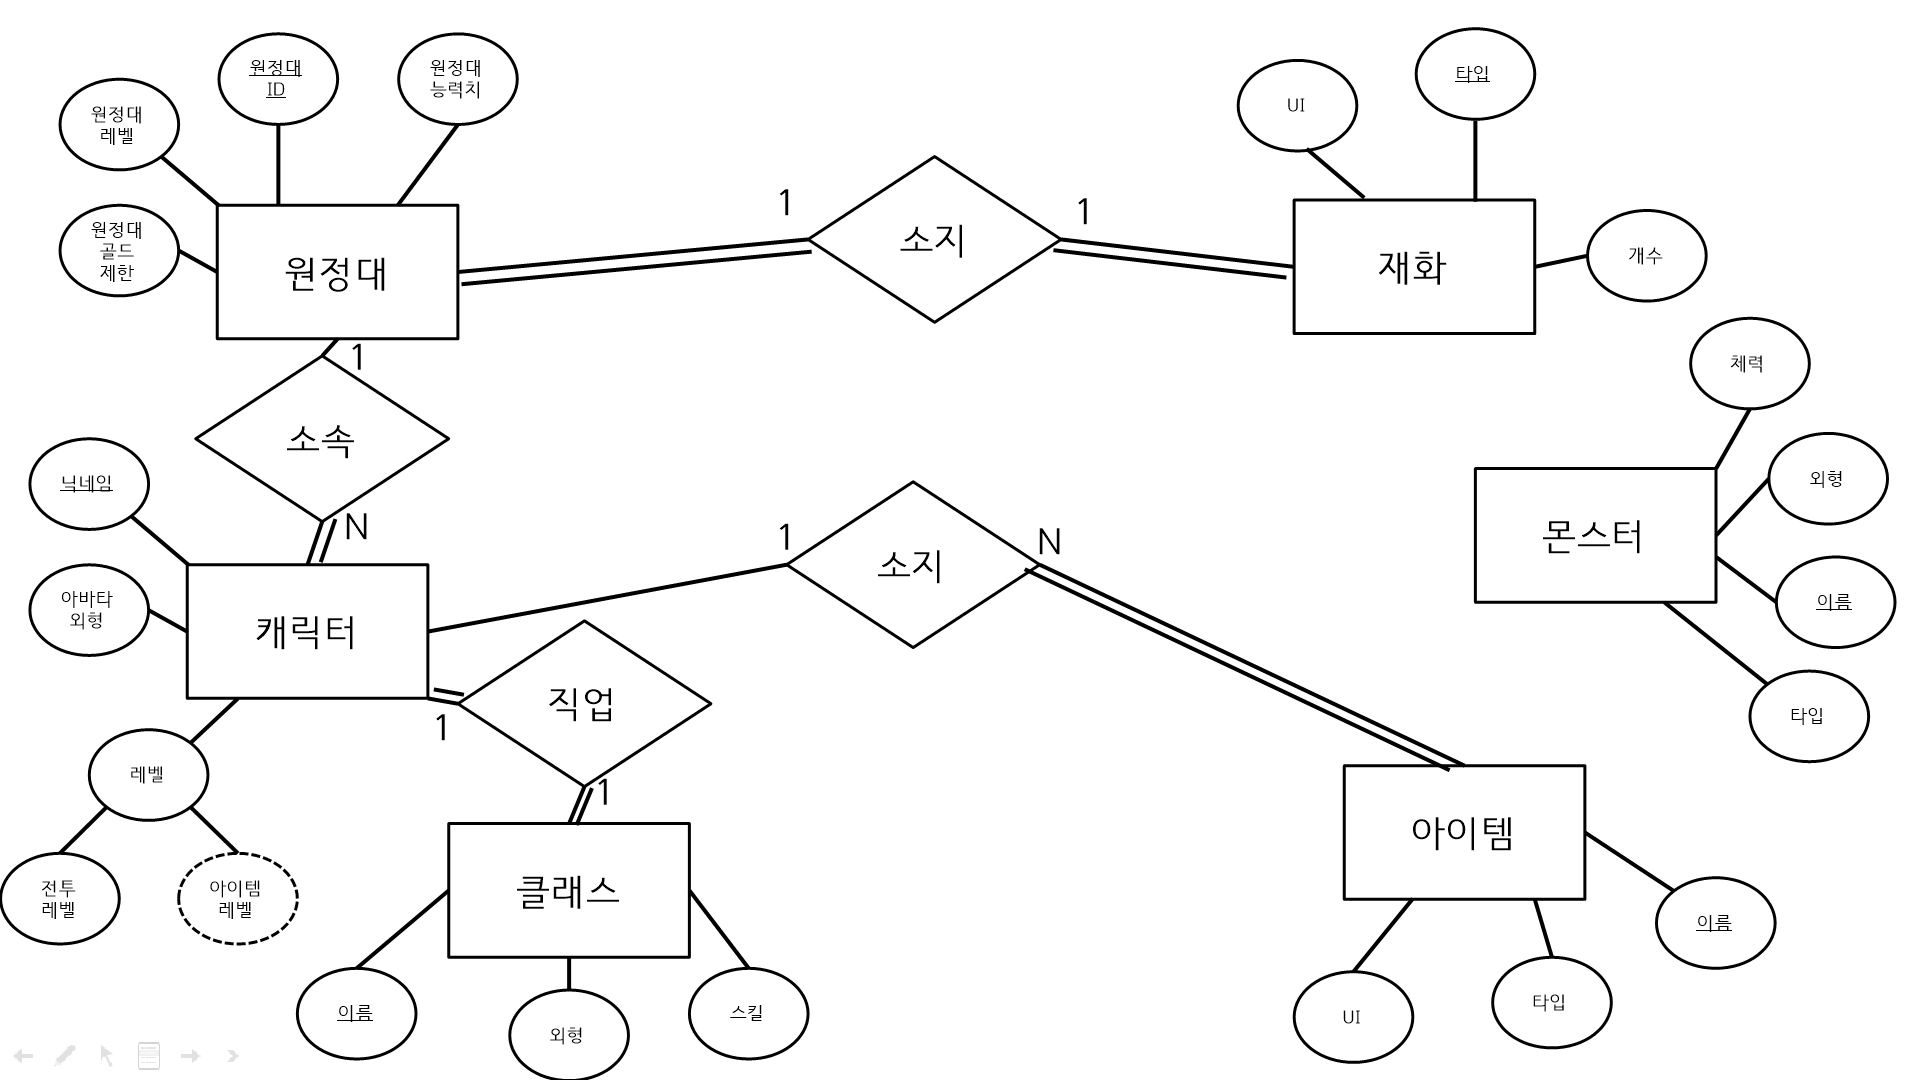 원정대
ID
원정대
능력치
원정대
레벨
원정대
골드
제한
원정대
1
소지
1
UI
타입
재화
개수
1
소속
N
닉네임
아바타
외형
캐릭터
1
소지
N
체력
외형
몬스터
이름
타입
1
직업
1
레벨
전투
레벨
아이템
레벨
클래스
이름
외형
스킬
아이템
이름
UI
타입